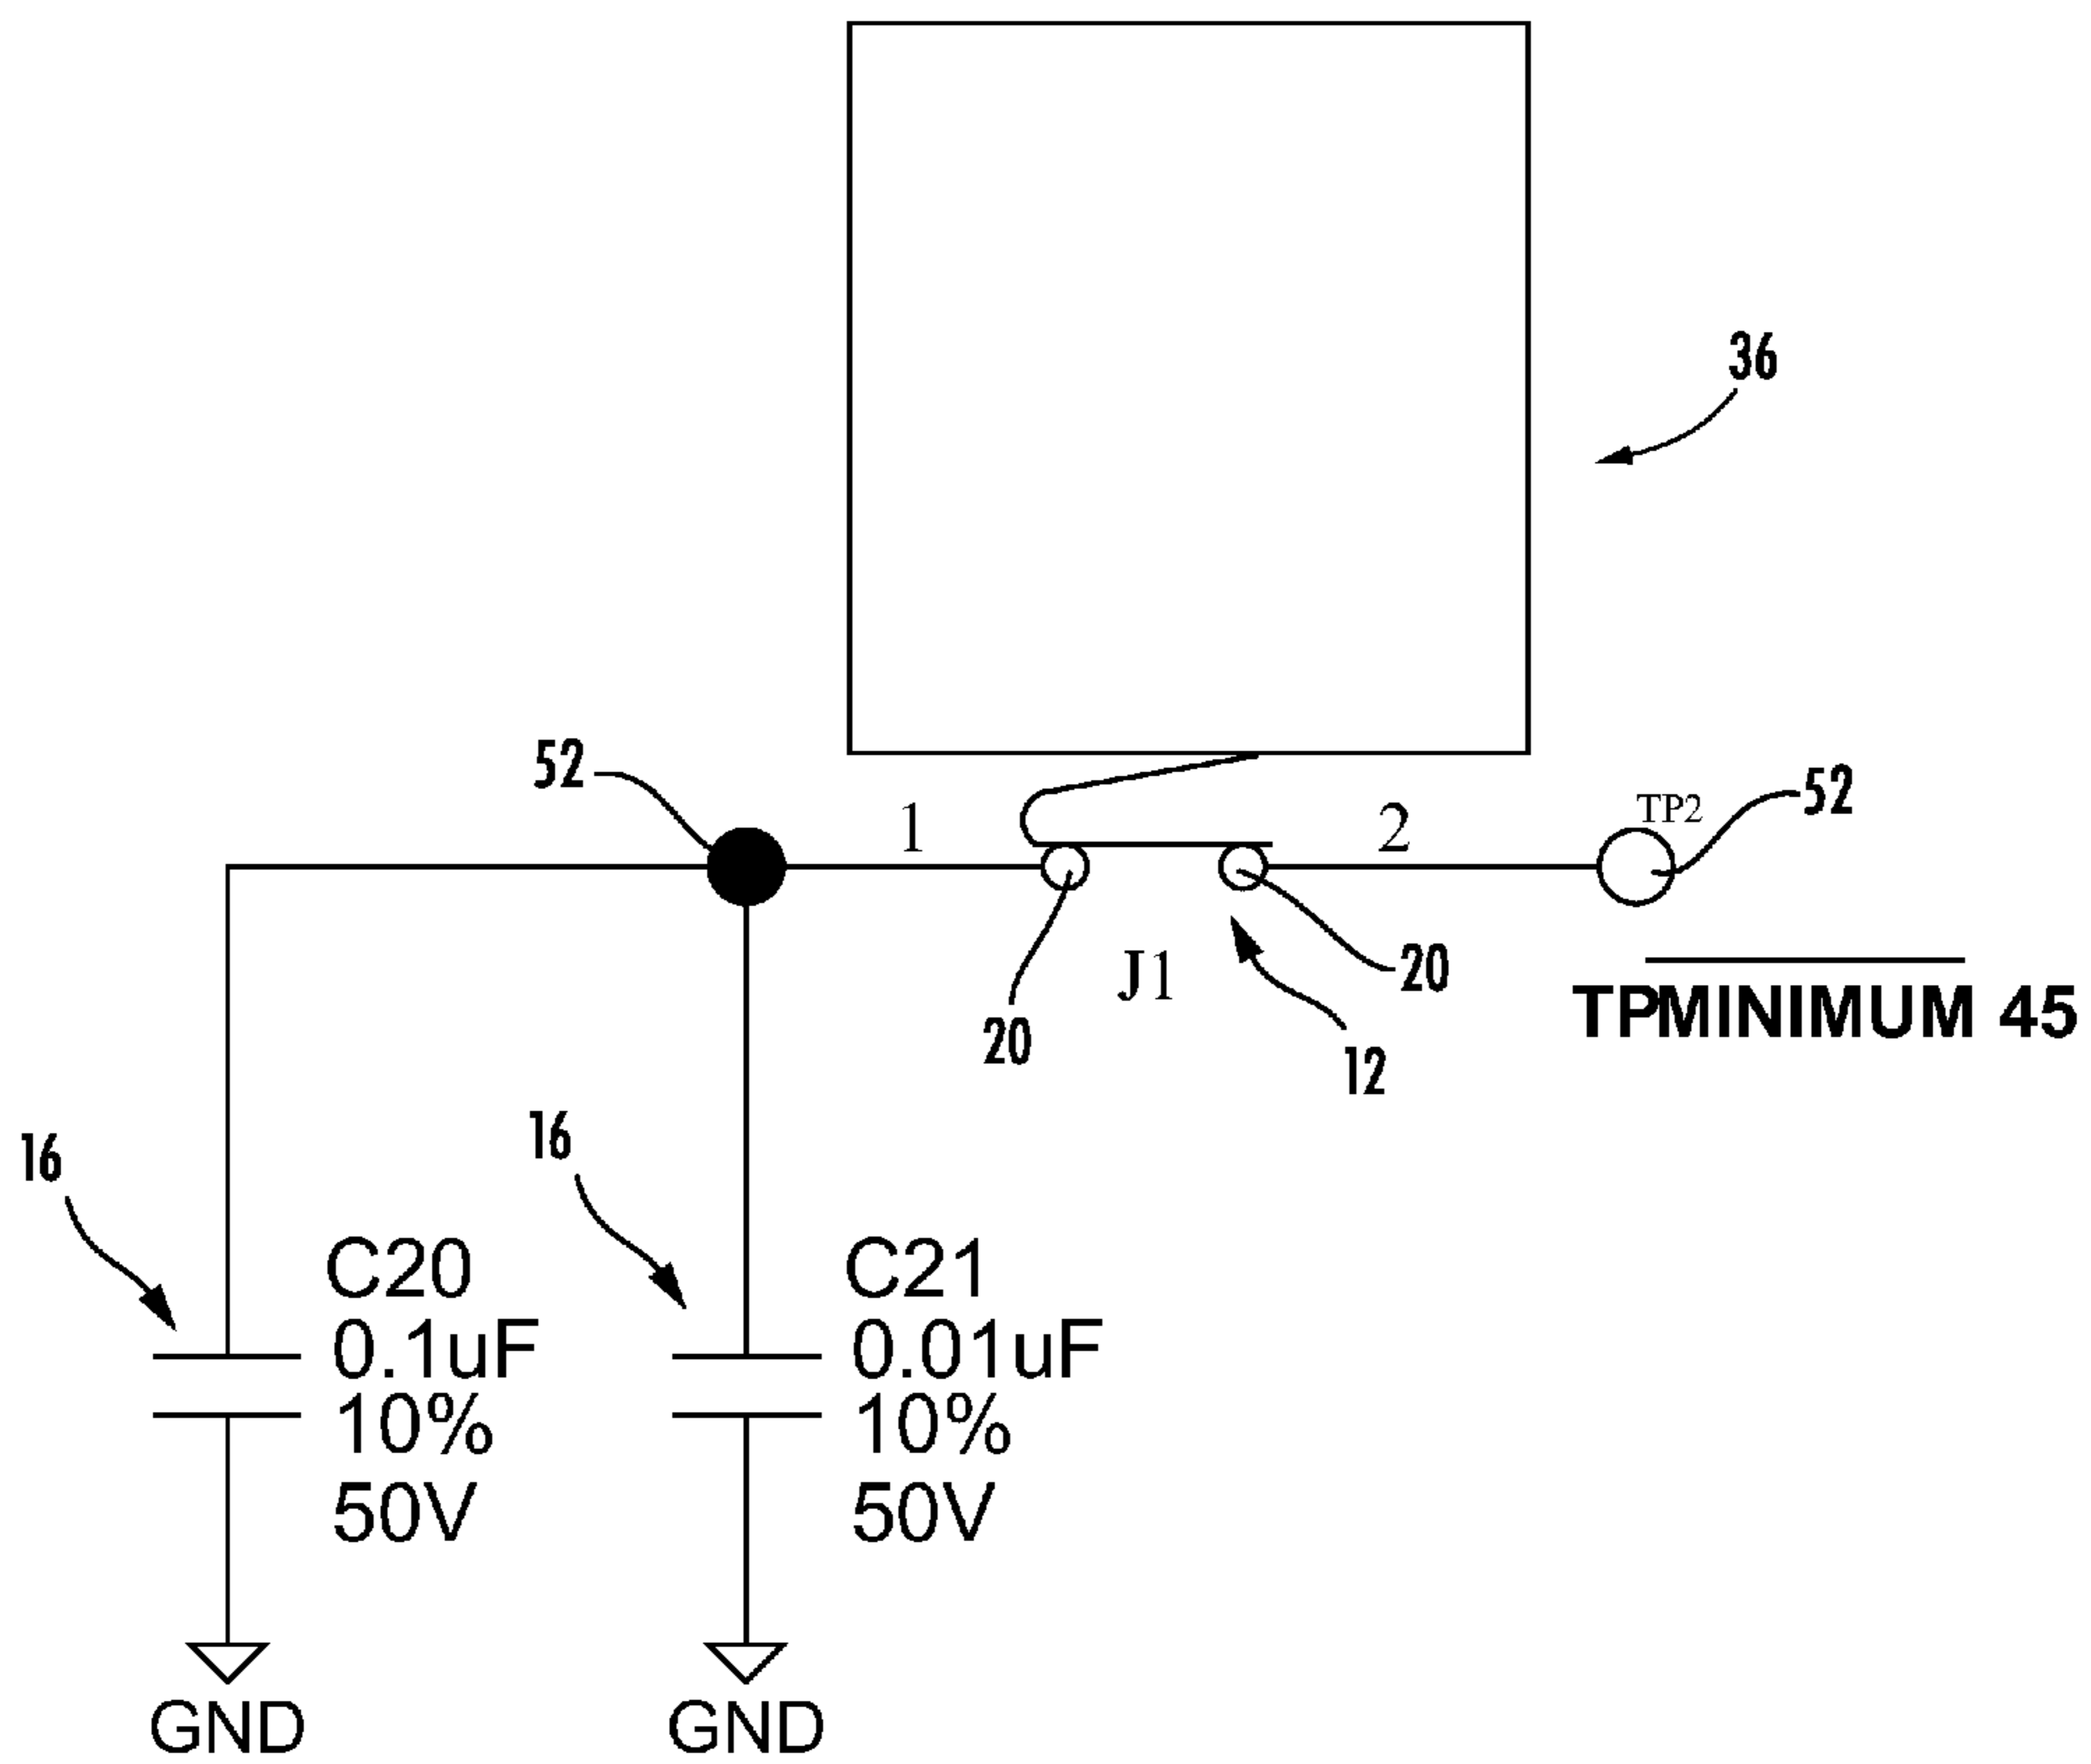 36
52
1
2
TP2
52
20
J1
20
12
TPMINIMUM 45
16
16
C20
0.1uF
10%
50V
C21
0.01uF
10%
50V
GND
GND